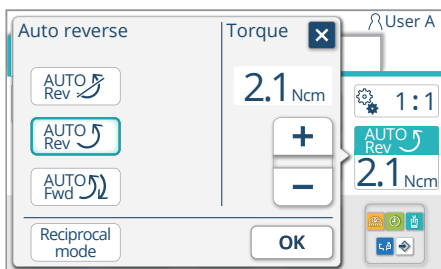 Auto reverse
Torque
User A
AUTO
Rev
2.1 Ncm
1:1
AUTO
Rev
+
AUTO
Rev
2.1 Ncm
AUTO
Fwd
−
Reciprocal
mode
OK